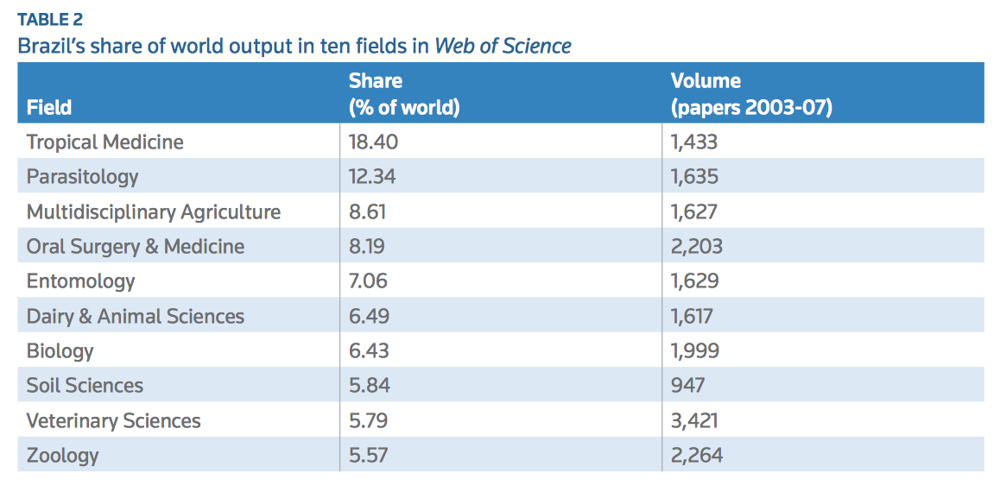 TABLE 2
Brazil’s share of world output in ten fields in Web of Science
Field Share (% of world) Volume (papers 2003-07)
Tropical Medicine 18.40 1,433
Parasitology 12.34 1,635
Multidisciplinary Agriculture 8.61 1,627
Oral Surgery & Medicine 8.19 2,203
Entomology 7.06 1,629
Dairy & Animal Sciences 6.49 1,617
Biology 6.43 1,999
Soil Sciences 5.84 947
Veterinary Sciences 5.79 3,421
Zoology 5.57 2,264